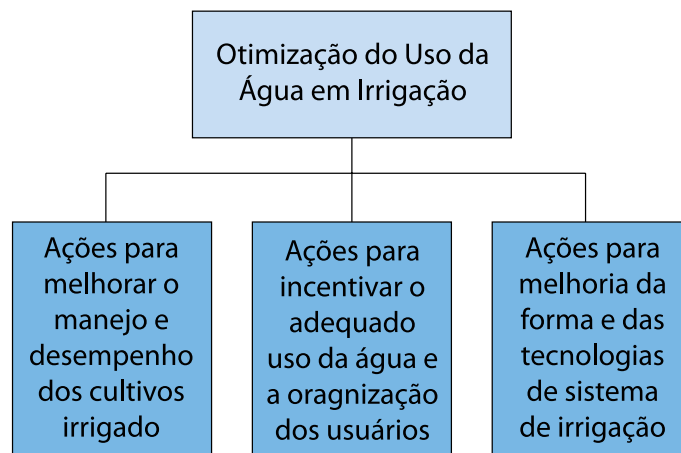 Otimização do Uso da
Água em Irrigação
Ações para
melhorar o
manejo e
desempenho
dos cultivos
irrigado
Ações para
incentivar o
adequado
uso da água e
a oragnização
dos usuários
Ações para
melhoria da
forma e das
tecnologias
de sistema
de irrigação